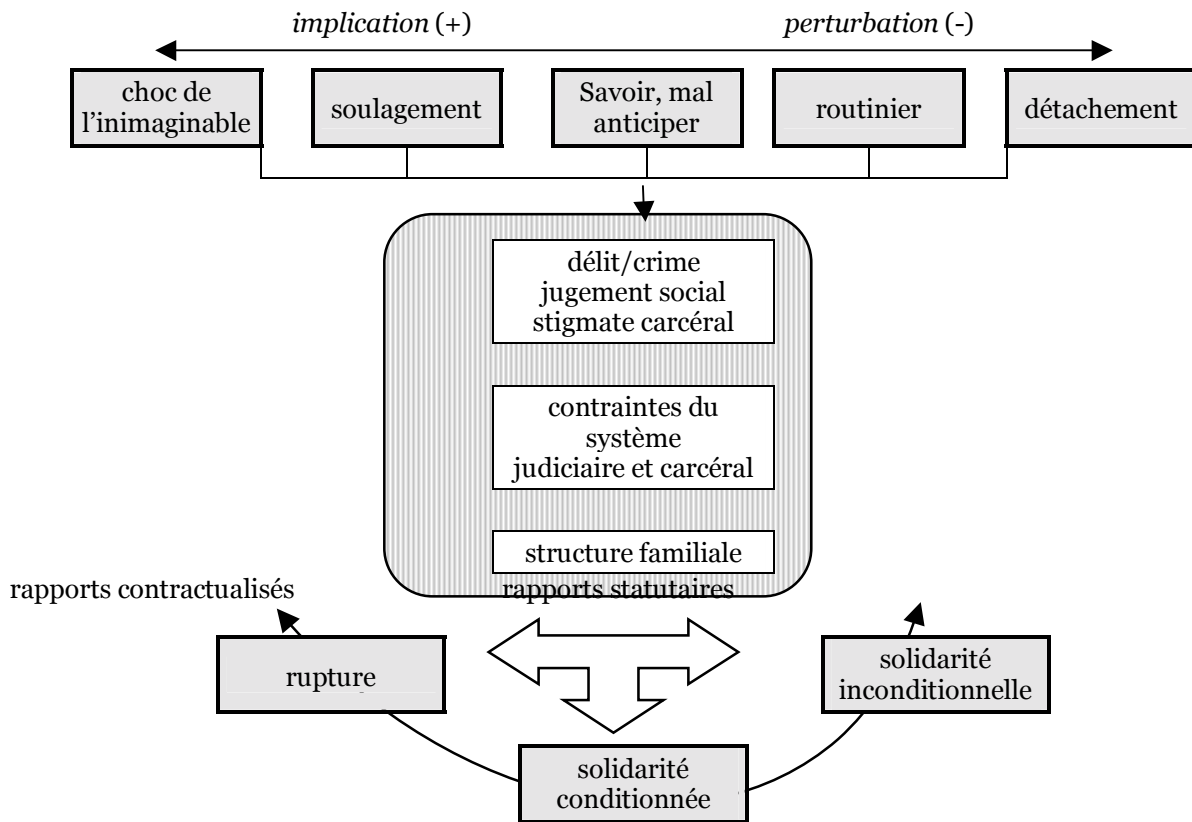 implication (+) perturbation (-)
choc de
l’inimaginable
soulagement
Savoir, mal
anticiper
routinier
détachement
délit/crime
jugement social
stigmate carcéral
contraintes du
système
judiciaire et carcéral
structure familiale
rapports contractualisés
rapports statutaires
rupture
solidarité
inconditionnelle
solidarité
conditionnée